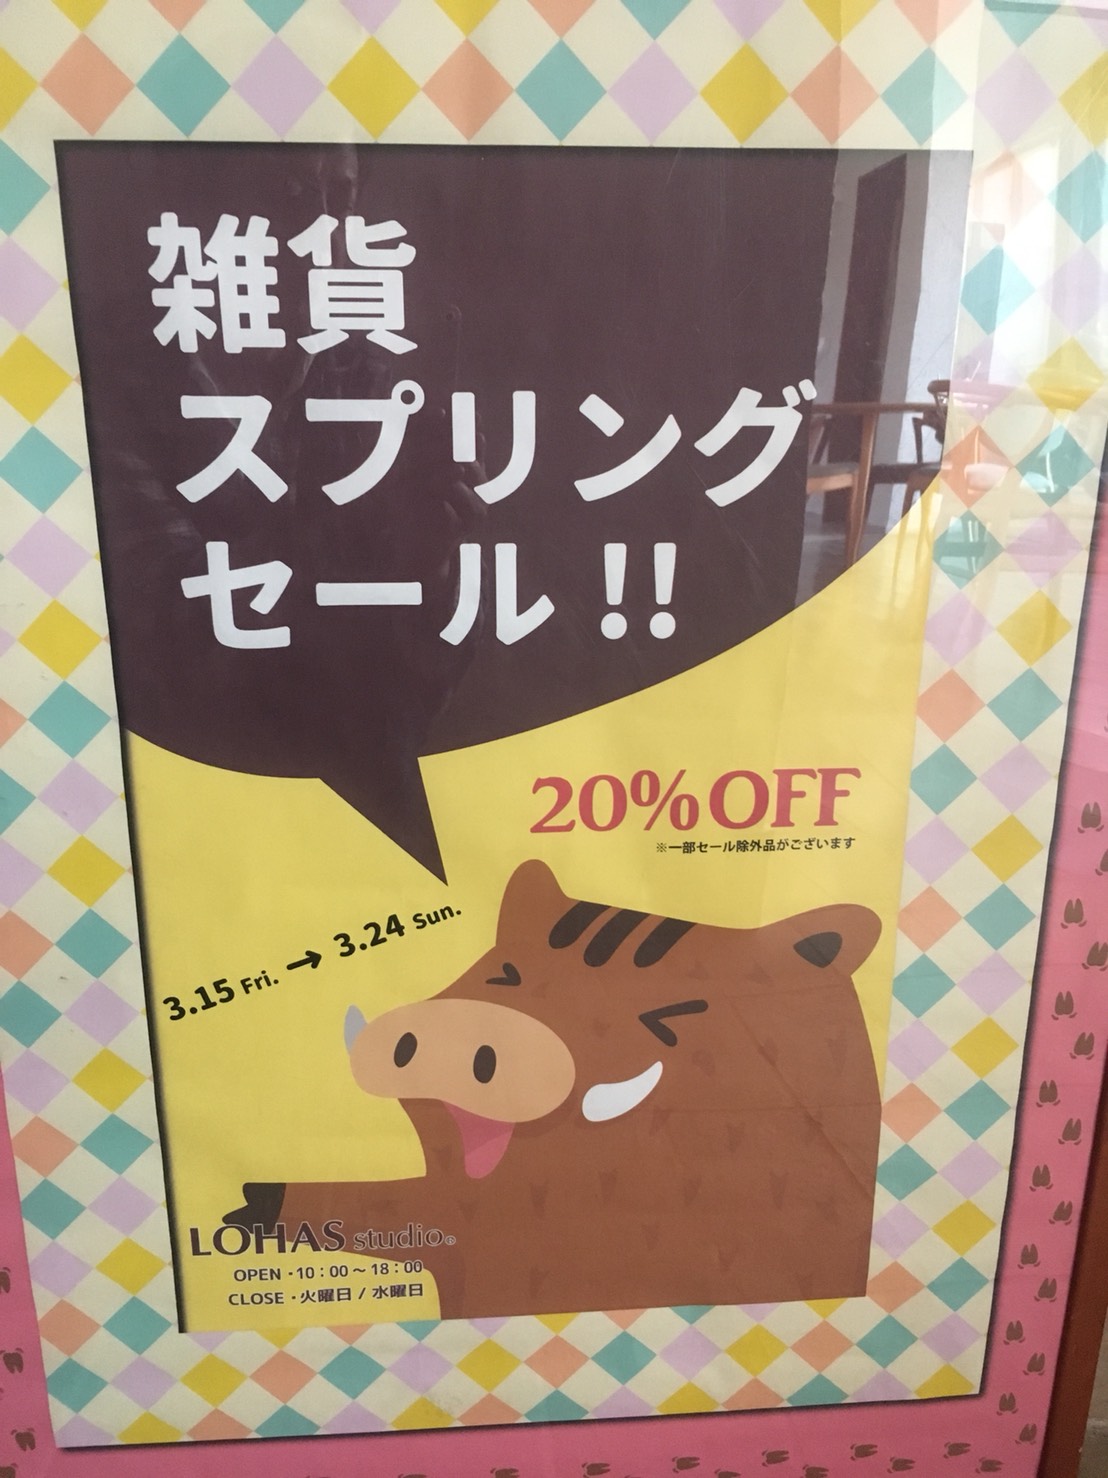 雑貨
スプリング
セール!!
20%OFF
※一部セール除外品がございます
3.15 Fri. → 3.24 Sun.
LOHAS studio®
OPEN・10:00〜18:00
CLOSE・火曜日/水曜日